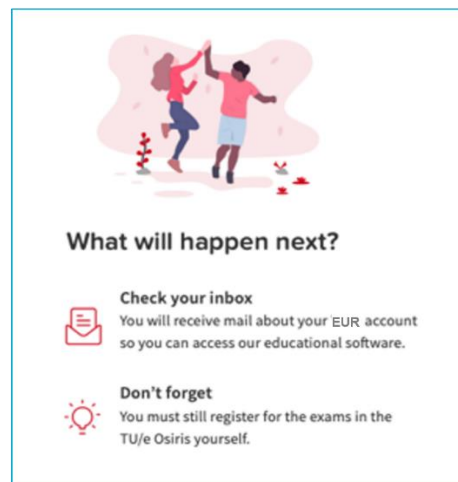 What will happen next?
Check your inbox
You will receive mail about your EUR account
so you can access our educational software.
Don't forget
You must still register for the exams in the
TU/e Osiris yourself.